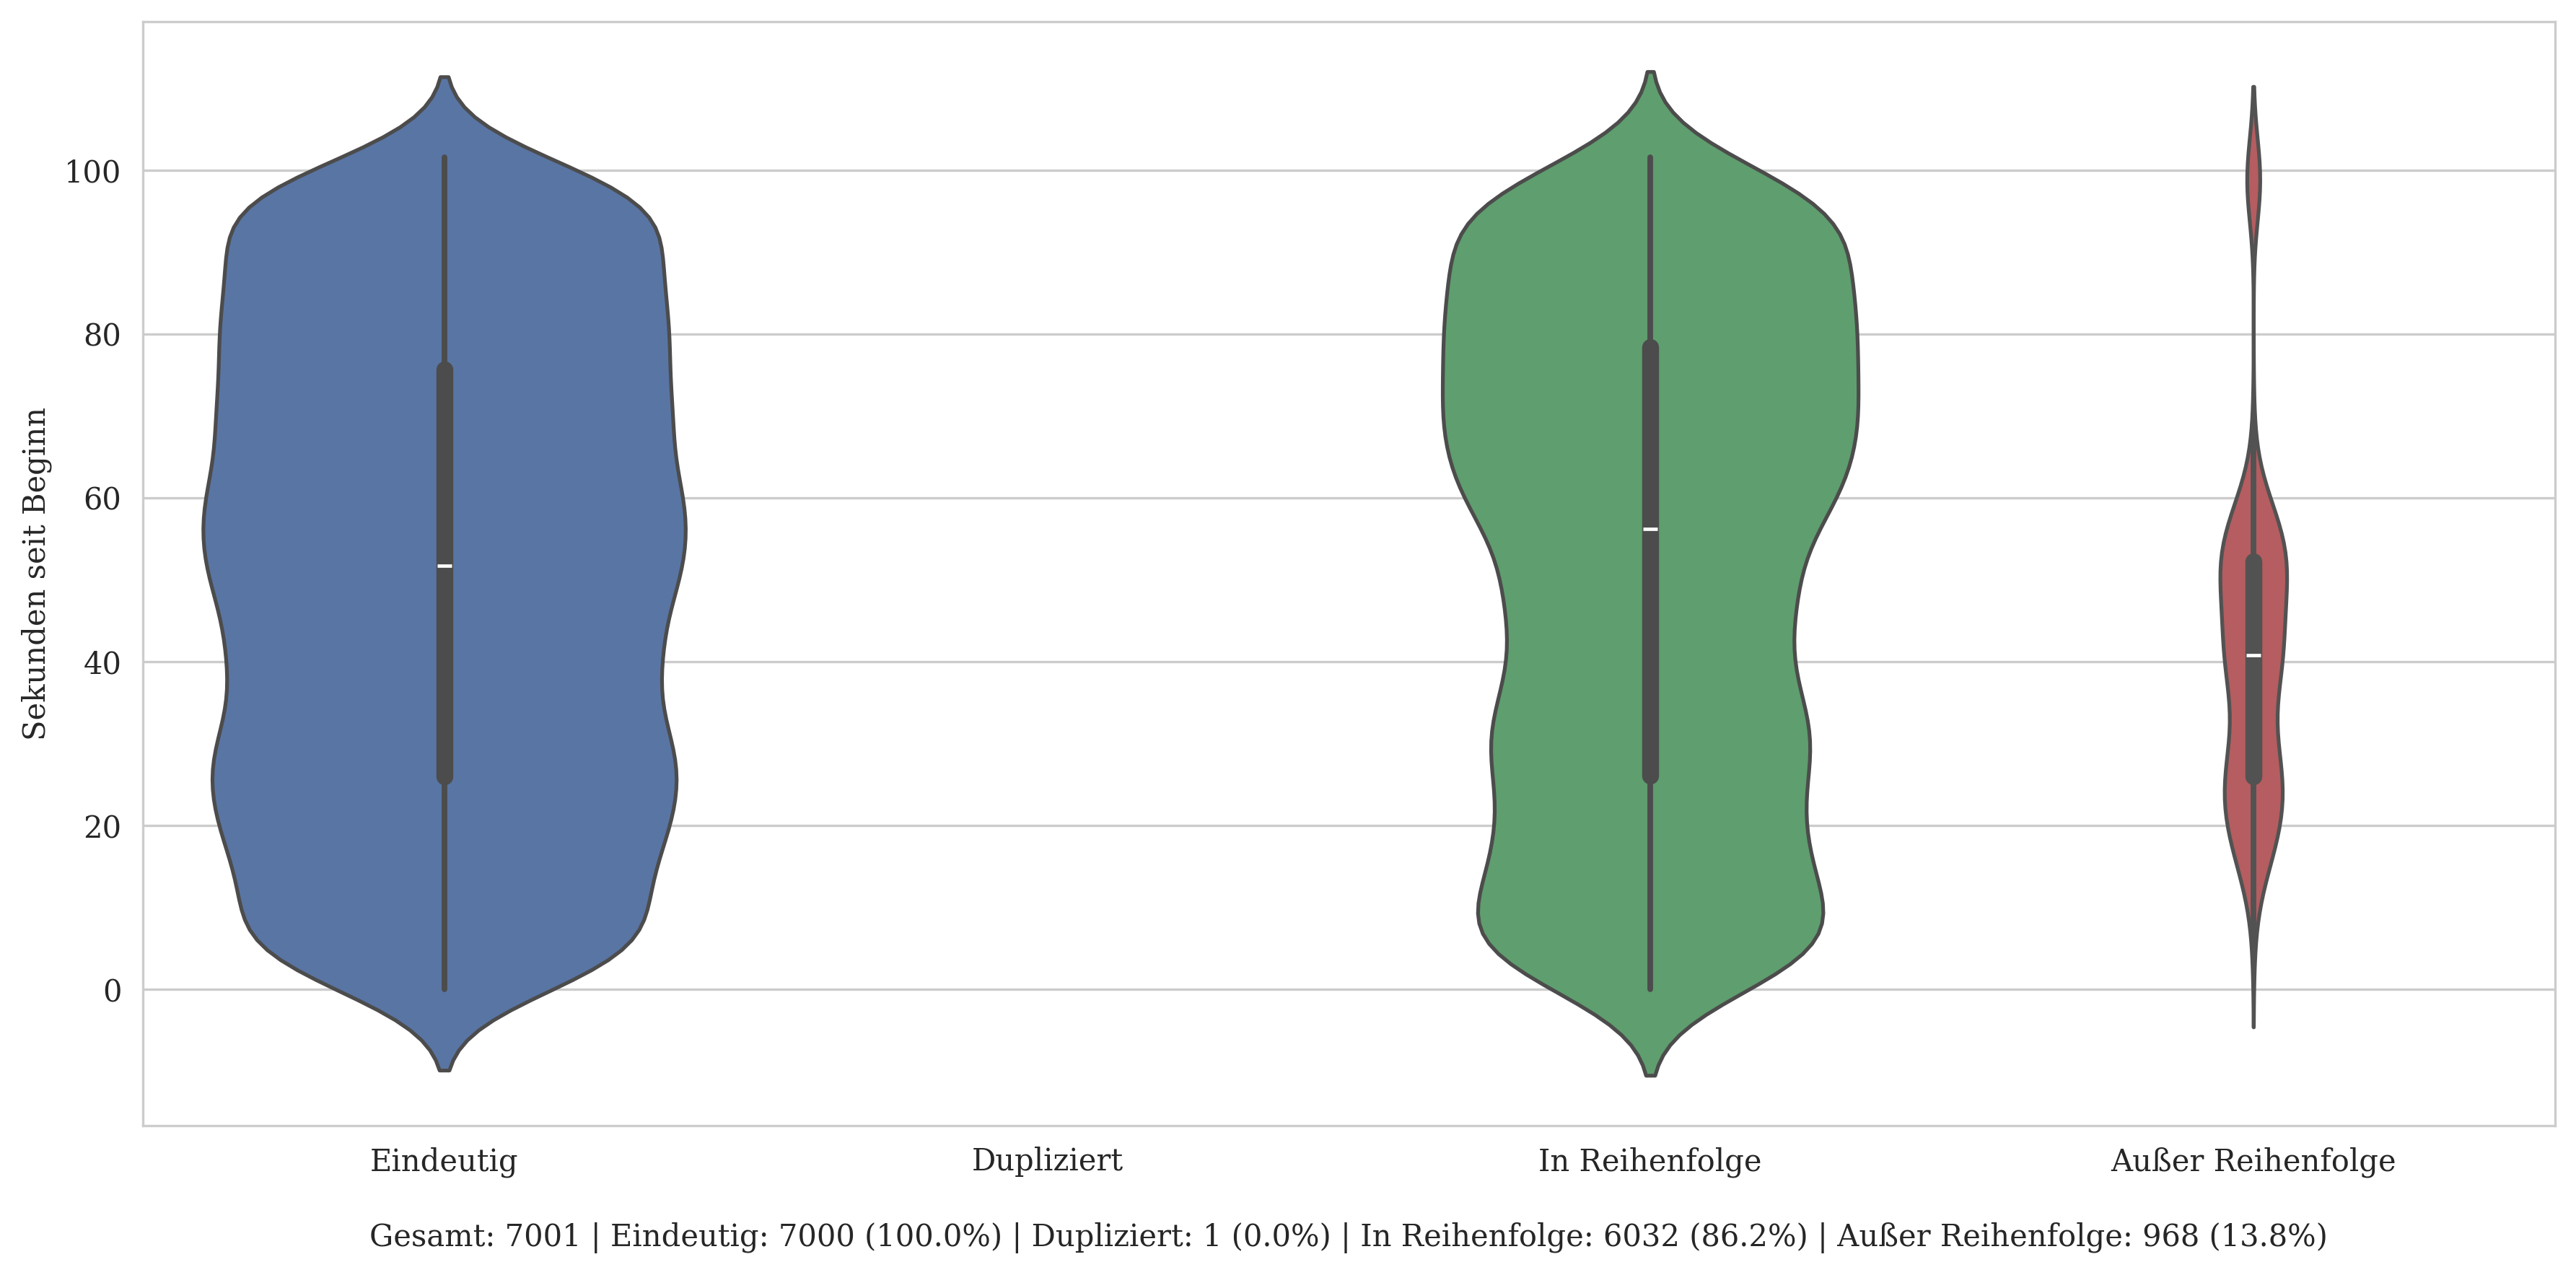 Sekunden seit Beginn
100
80
60
40
20
0
Eindeutig
Dupliziert
In Reihenfolge
Außer Reihenfolge
Gesamt: 7001 | Eindeutig: 7000 (100.0%) | Dupliziert: 1 (0.0%) | In Reihenfolge: 6032 (86.2%) | Außer Reihenfolge: 968 (13.8%)